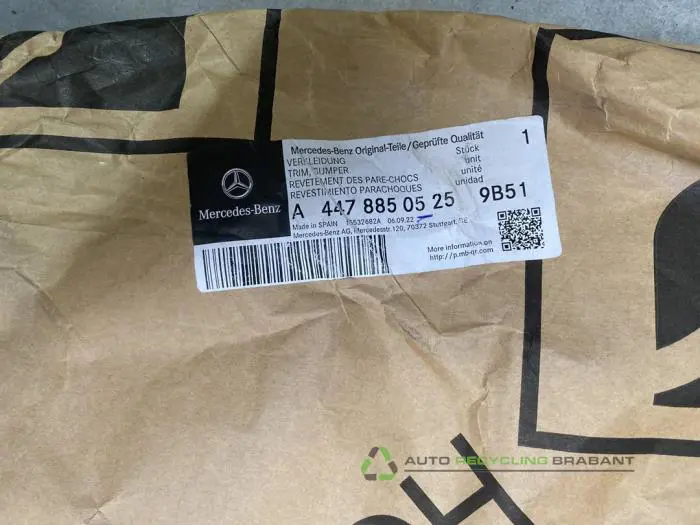 Mercedes-Benz Original-Teile/Geprüfte Qualität
VERKLEIDUNG Stück 1
TRIM, BUMPER unit
REVETEMENT DES PARE-CHOCS unité
REVESTIMIENTO PARACHOQUES unidad
Mercedes-Benz
A 447 885 05 25 9B51
Made in SPAIN 15532682A 06.09.22
Mercedes-Benz AG, Mercedesstr.120, 70372 Stuttgart, DE
More information on
http://p.mb-qr.com
AUTO RECYCLING BRABANT